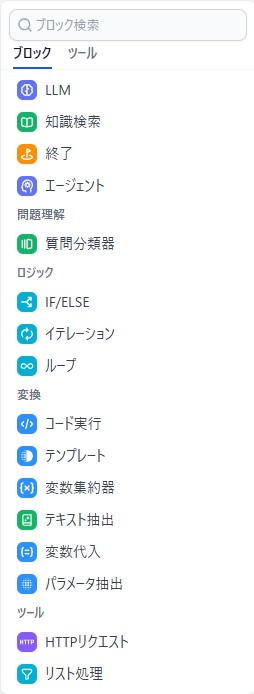 ブロック検索
ブロック ツール
LLM
知識検索
終了
エージェント
問題理解
質問分類器
ロジック
IF/ELSE
イテレーション
ループ
変換
コード実行
テンプレート
変数集約器
テキスト抽出
変数代入
パラメータ抽出
ツール
HTTP HTTPリクエスト
リスト処理